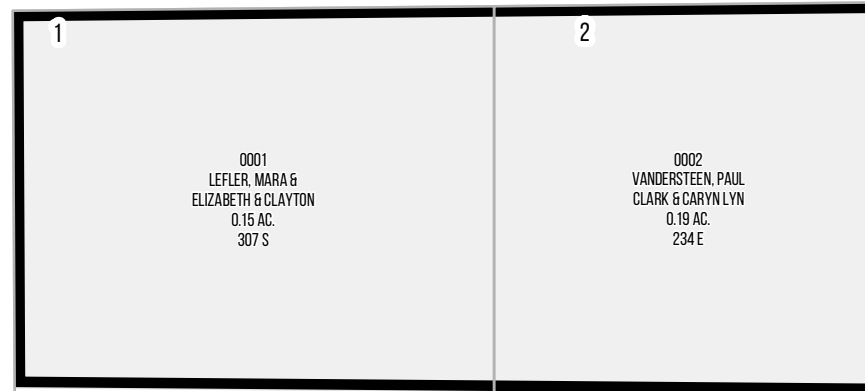 1
2
0001
LEFLER, MARA &
ELIZABETH & CLAYTON
0.15 AC.
307 S
0002
VANDERSTEEN, PAUL
CLARK & CARYN LYN
0.19 AC.
234 E